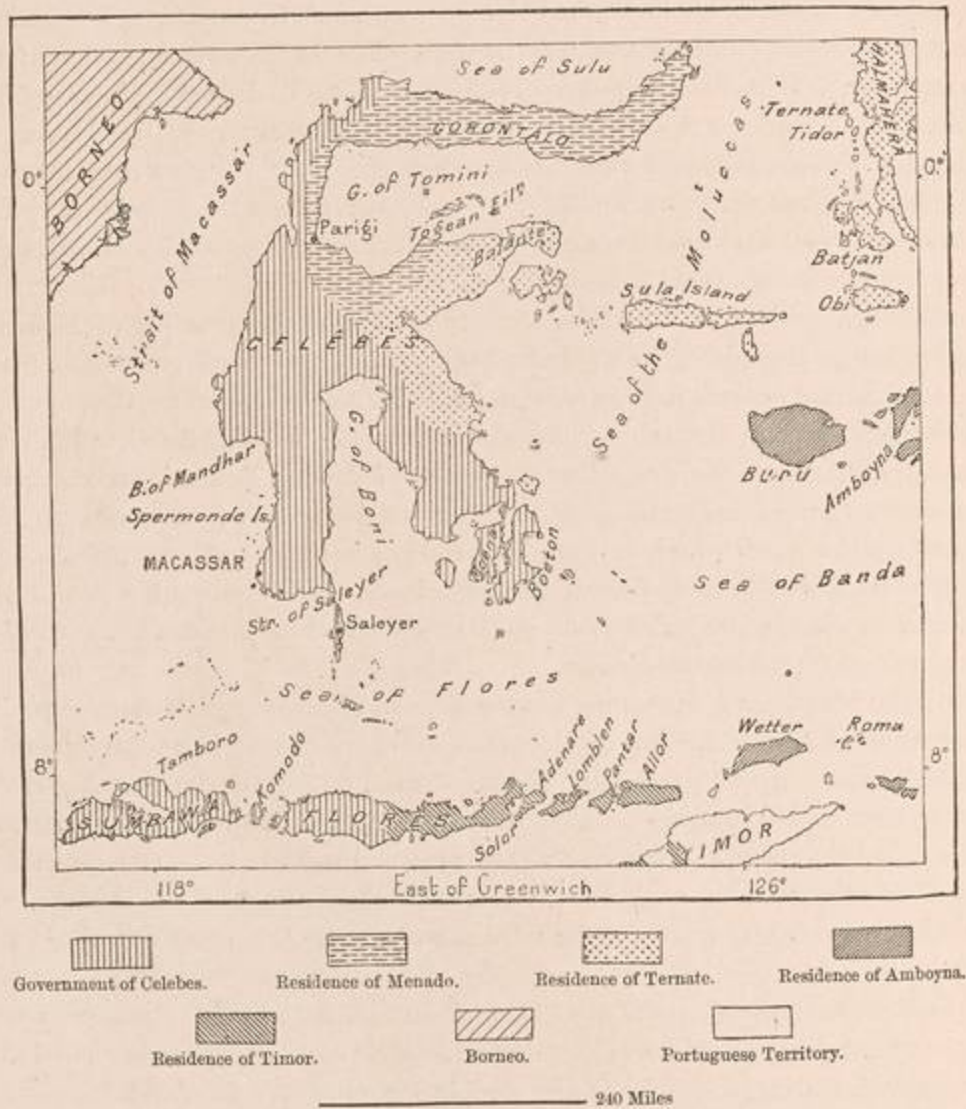 Sea of Sulu
HALMAHERA
BORNEO
GORONTALO
Ternate
Tidor
0°
0°
Strait of Macassar
G. of Tomini
Togean Eil⁠ᵈ
Parigi
Balante
Sea of the Moluccas
Batjan
Sula Island
Obi
CELEBES
G. of Boni
B. of Mandhar
BURU
Amboyna
Spermonde Is.
MACASSAR
Moena
Boeton
Sea of Banda
Str. of Saleyer
Saleyer
Sea of Flores
Wetter
Roma
Tamboro
Komodo
Adenare
Lomblen
Pantar
Allor
8°
8°
SUMBAWA
FLORES
Solor
IMOR
118°
East of Greenwich
126°
Government of Celebes.
Residence of Menado.
Residence of Ternate.
Residence of Amboyna.
Residence of Timor.
Borneo.
Portuguese Territory.
240 Miles